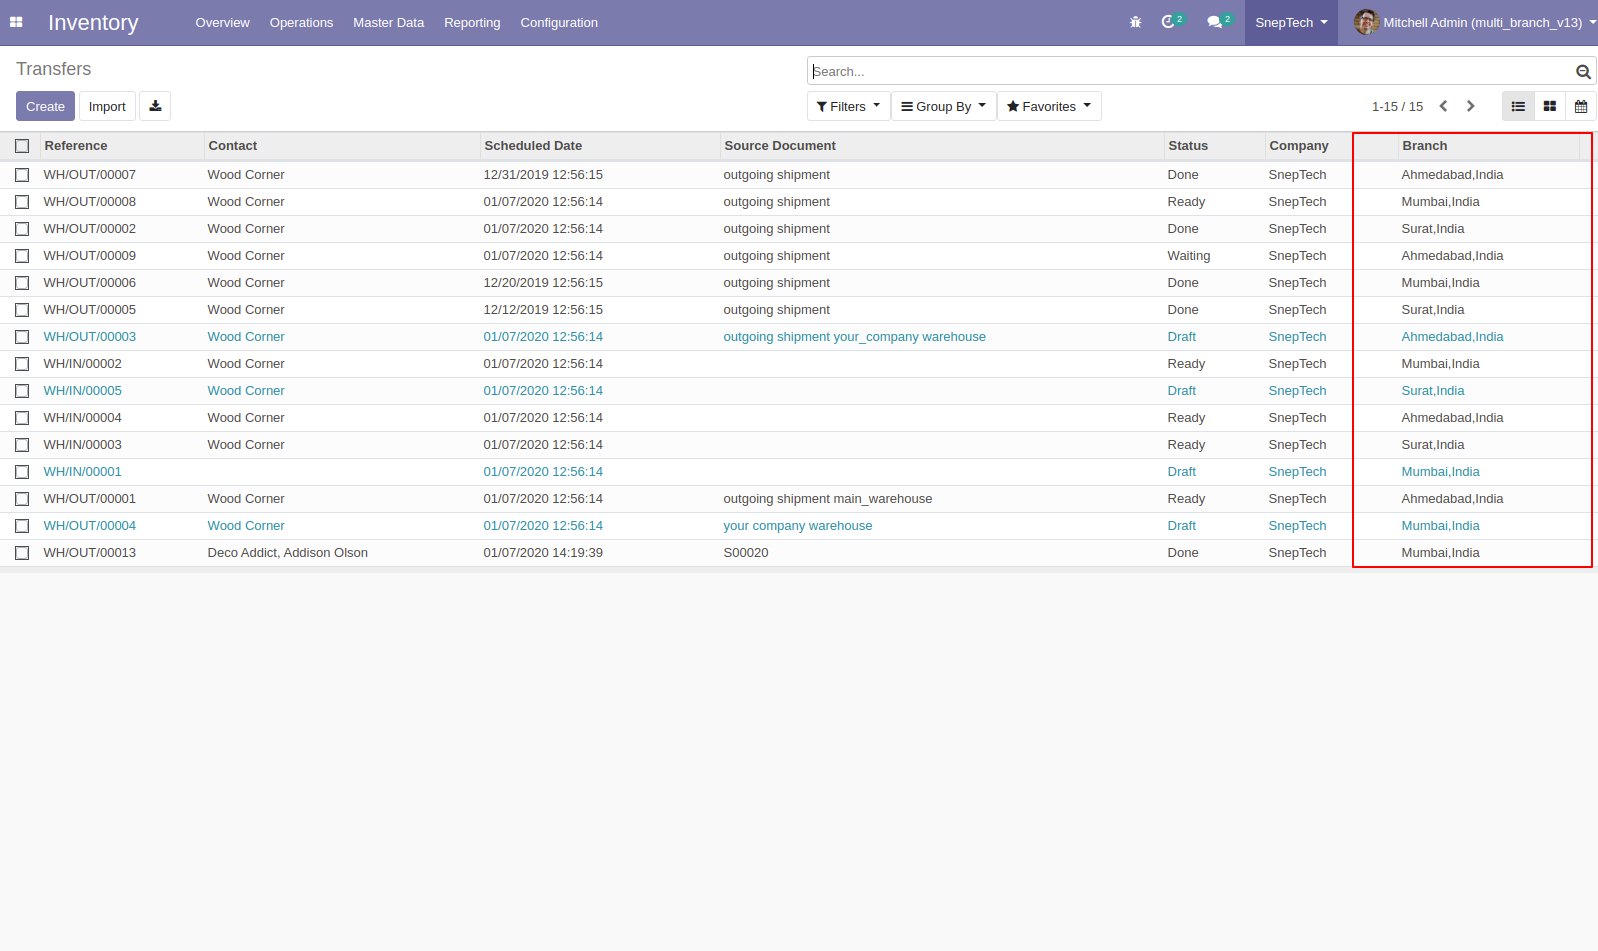 Inventory Overview Operations Master Data Reporting Configuration 2 2 SnepTech Mitchell Admin (multi_branch_v13)
Transfers
Search...
Create Import Filters Group By Favorites 1-15 / 15
Reference Contact Scheduled Date Source Document Status Company Branch
WH/OUT/00007 Wood Corner 12/31/2019 12:56:15 outgoing shipment Done SnepTech Ahmedabad,India
WH/OUT/00008 Wood Corner 01/07/2020 12:56:14 outgoing shipment Ready SnepTech Mumbai,India
WH/OUT/00002 Wood Corner 01/07/2020 12:56:14 outgoing shipment Done SnepTech Surat,India
WH/OUT/00009 Wood Corner 01/07/2020 12:56:14 outgoing shipment Waiting SnepTech Ahmedabad,India
WH/OUT/00006 Wood Corner 12/20/2019 12:56:15 outgoing shipment Done SnepTech Mumbai,India
WH/OUT/00005 Wood Corner 12/12/2019 12:56:15 outgoing shipment Done SnepTech Surat,India
WH/OUT/00003 Wood Corner 01/07/2020 12:56:14 outgoing shipment your_company warehouse Draft SnepTech Ahmedabad,India
WH/IN/00002 Wood Corner 01/07/2020 12:56:14 Ready SnepTech Mumbai,India
WH/IN/00005 Wood Corner 01/07/2020 12:56:14 Draft SnepTech Surat,India
WH/IN/00004 Wood Corner 01/07/2020 12:56:14 Ready SnepTech Ahmedabad,India
WH/IN/00003 Wood Corner 01/07/2020 12:56:14 Ready SnepTech Surat,India
WH/IN/00001 01/07/2020 12:56:14 Draft SnepTech Mumbai,India
WH/OUT/00001 Wood Corner 01/07/2020 12:56:14 outgoing shipment main_warehouse Ready SnepTech Ahmedabad,India
WH/OUT/00004 Wood Corner 01/07/2020 12:56:14 your company warehouse Draft SnepTech Mumbai,India
WH/OUT/00013 Deco Addict, Addison Olson 01/07/2020 14:19:39 S00020 Done SnepTech Mumbai,India